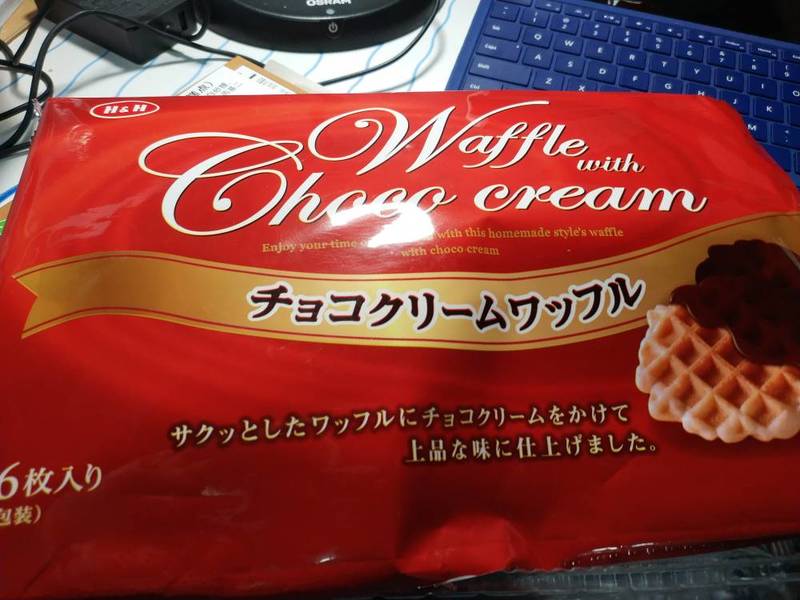 OSRAM
H&H
Waffle with
Choco cream
Enjoy your time with this homemade style's waffle
with choco cream
チョコクリームワッフル
サクッとしたワッフルにチョコクリームをかけて
上品な味に仕上げました。
6枚入り
包装)
Q W E R T Y U I
A S D F G H J K